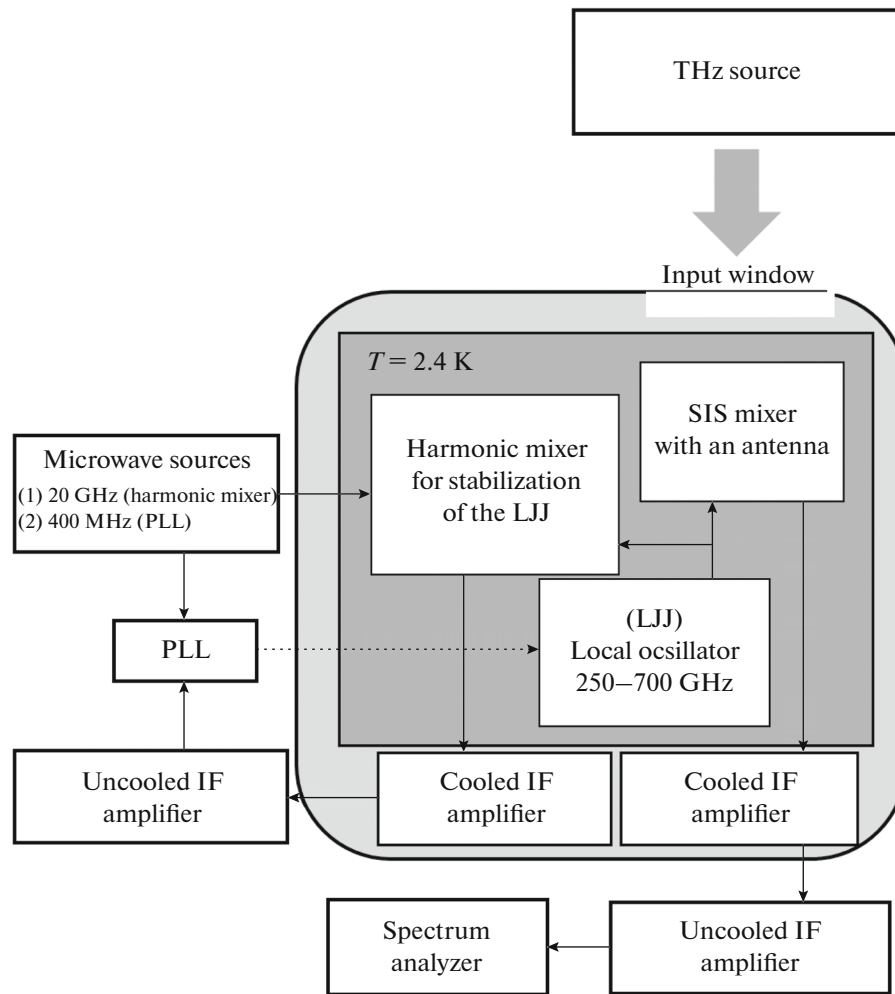 THz source
Input window
T = 2.4 K
SIS mixer
with an antenna
Harmonic mixer
for stabilization
of the LJJ
Microwave sources
(1) 20 GHz (harmonic mixer)
(2) 400 MHz (PLL)
(LJJ)
Local ocsillator
250–700 GHz
PLL
Uncooled IF
amplifier
Cooled IF
amplifier
Cooled IF
amplifier
Spectrum
analyzer
Uncooled IF
amplifier